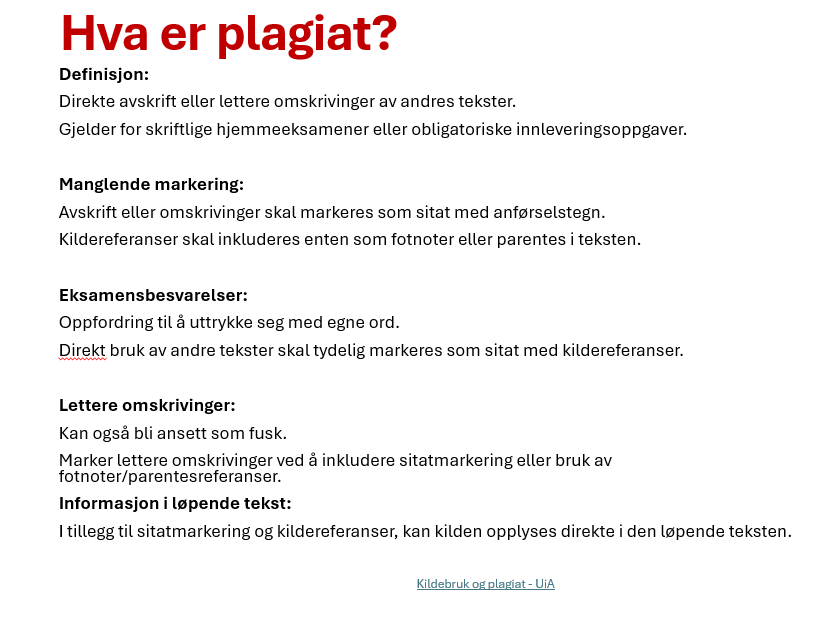 Hva er plagiat?
Definisjon:
Direkte avskrift eller lettere omskrivinger av andres tekster.
Gjelder for skriftlige hjemmeeksamener eller obligatoriske innleveringsoppgaver.
Manglende markering:
Avskrift eller omskrivinger skal markeres som sitat med anførselstegn.
Kildereferanser skal inkluderes enten som fotnoter eller parentes i teksten.
Eksamensbesvarelser:
Oppfordring til å uttrykke seg med egne ord.
Direkt bruk av andre tekster skal tydelig markeres som sitat med kildereferanser.
Lettere omskrivinger:
Kan også bli ansett som fusk.
Marker lettere omskrivinger ved å inkludere sitatmarkering eller bruk av
fotnoter/parentesreferanser.
Informasjon i løpende tekst:
I tillegg til sitatmarkering og kildereferanser, kan kilden opplyses direkte i den løpende teksten.
Kildebruk og plagiat - UiA